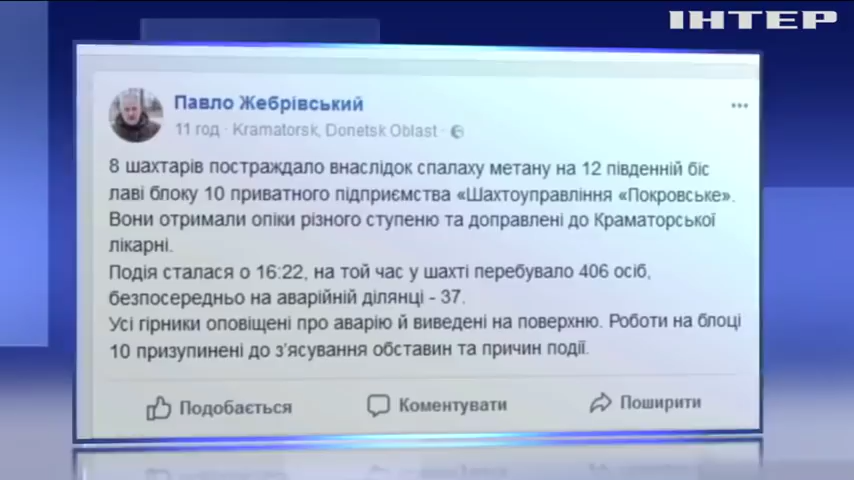 ІНТЕР
Павло Жебрівський
11 год · Kramatorsk, Donetsk Oblast ·
8 шахтарів постраждало внаслідок спалаху метану на 12 південній біс
лаві блоку 10 приватного підприємства «Шахтоуправління «Покровське».
Вони отримали опіки різного ступеню та доправлені до Краматорської
лікарні.
Подія сталася о 16:22, на той час у шахті перебувало 406 осіб,
безпосередньо на аварійній ділянці - 37.
Усі гірники оповіщені про аварію й виведені на поверхню. Роботи на блоці
10 призупинені до з’ясування обставин та причин події.
Подобається Коментувати Поширити